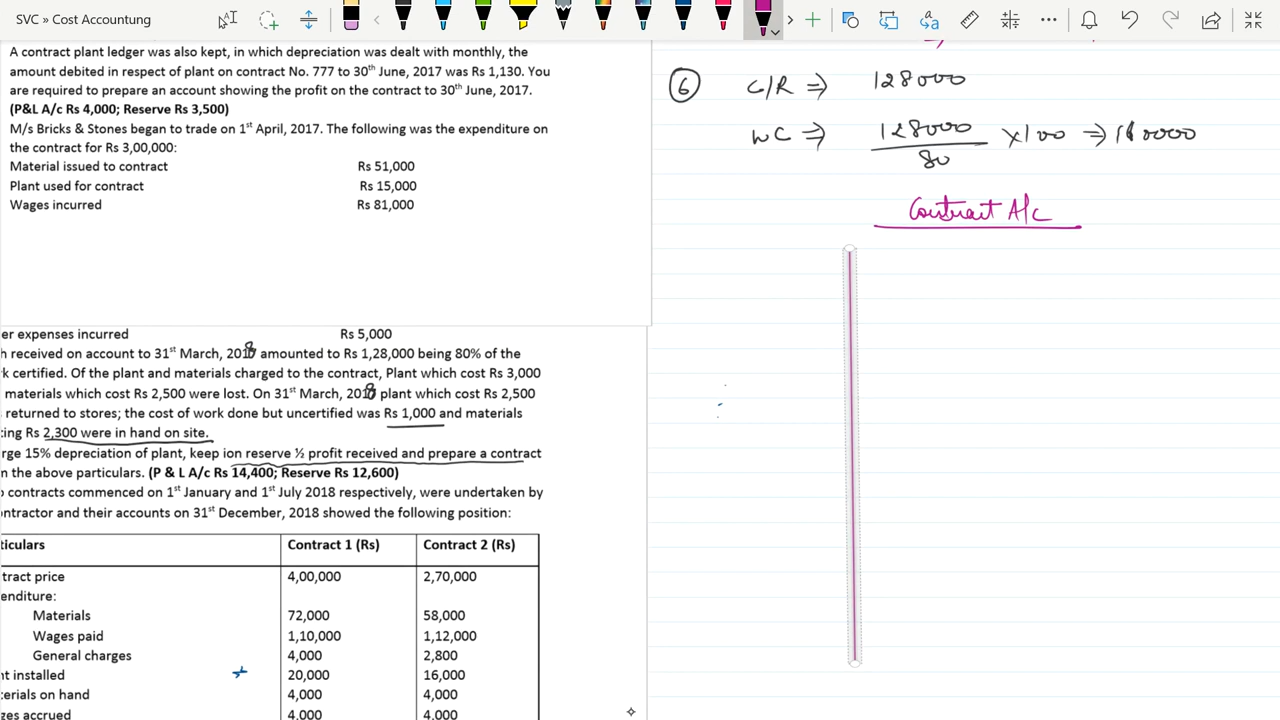 SVC » Cost Accountung
A contract plant ledger was also kept, in which depreciation was dealt with monthly, the
amount debited in respect of plant on contract No. 777 to 30th June, 2017 was Rs 1,130. You
are required to prepare an account showing the profit on the contract to 30th June, 2017.
(P&L A/c Rs 4,000; Reserve Rs 3,500)
M/s Bricks & Stones began to trade on 1st April, 2017. The following was the expenditure on
the contract for Rs 3,00,000:
Material issued to contract Rs 51,000
Plant used for contract Rs 15,000
Wages incurred Rs 81,000
er expenses incurred Rs 5,000
h received on account to 31st March, 2018 amounted to Rs 1,28,000 being 80% of the
k certified. Of the plant and materials charged to the contract, Plant which cost Rs 3,000
materials which cost Rs 2,500 were lost. On 31st March, 2018 plant which cost Rs 2,500
returned to stores; the cost of work done but uncertified was Rs 1,000 and materials
ting Rs 2,300 were in hand on site.
rge 15% depreciation of plant, keep ion reserve ½ profit received and prepare a contract
m the above particulars. (P & L A/c Rs 14,400; Reserve Rs 12,600)
o contracts commenced on 1st January and 1st July 2018 respectively, were undertaken by
ontractor and their accounts on 31st December, 2018 showed the following position:
ticulars Contract 1 (Rs) Contract 2 (Rs)
tract price 4,00,000 2,70,000
enditure:
Materials 72,000 58,000
Wages paid 1,10,000 1,12,000
General charges 4,000 2,800
nt installed 20,000 16,000
terials on hand 4,000 4,000
ges accrued 4,000 4,000
6 C/R ⇒ 128000
WC ⇒ 128000/80 ×100 ⇒ 160000
Contract A/c